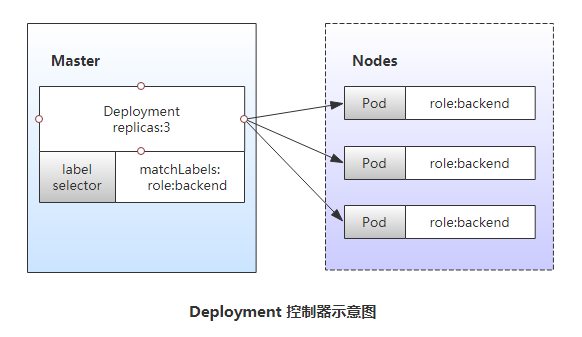 Master
Deployment
replicas:3
label
selector
matchLabels:
role:backend
Nodes
Pod
role:backend
Pod
role:backend
Pod
role:backend
Deployment 控制器示意图